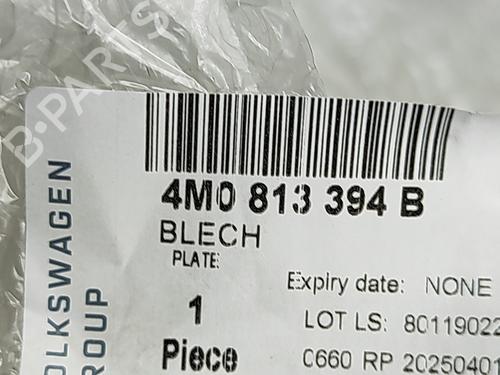 4M0 813 394 B
BLECH
PLATE
1
Piece
Expiry date: NONE
LOT LS: 80119022
C660 RP 20250401
OLKSWAGEN
ROUP
B-PARTS